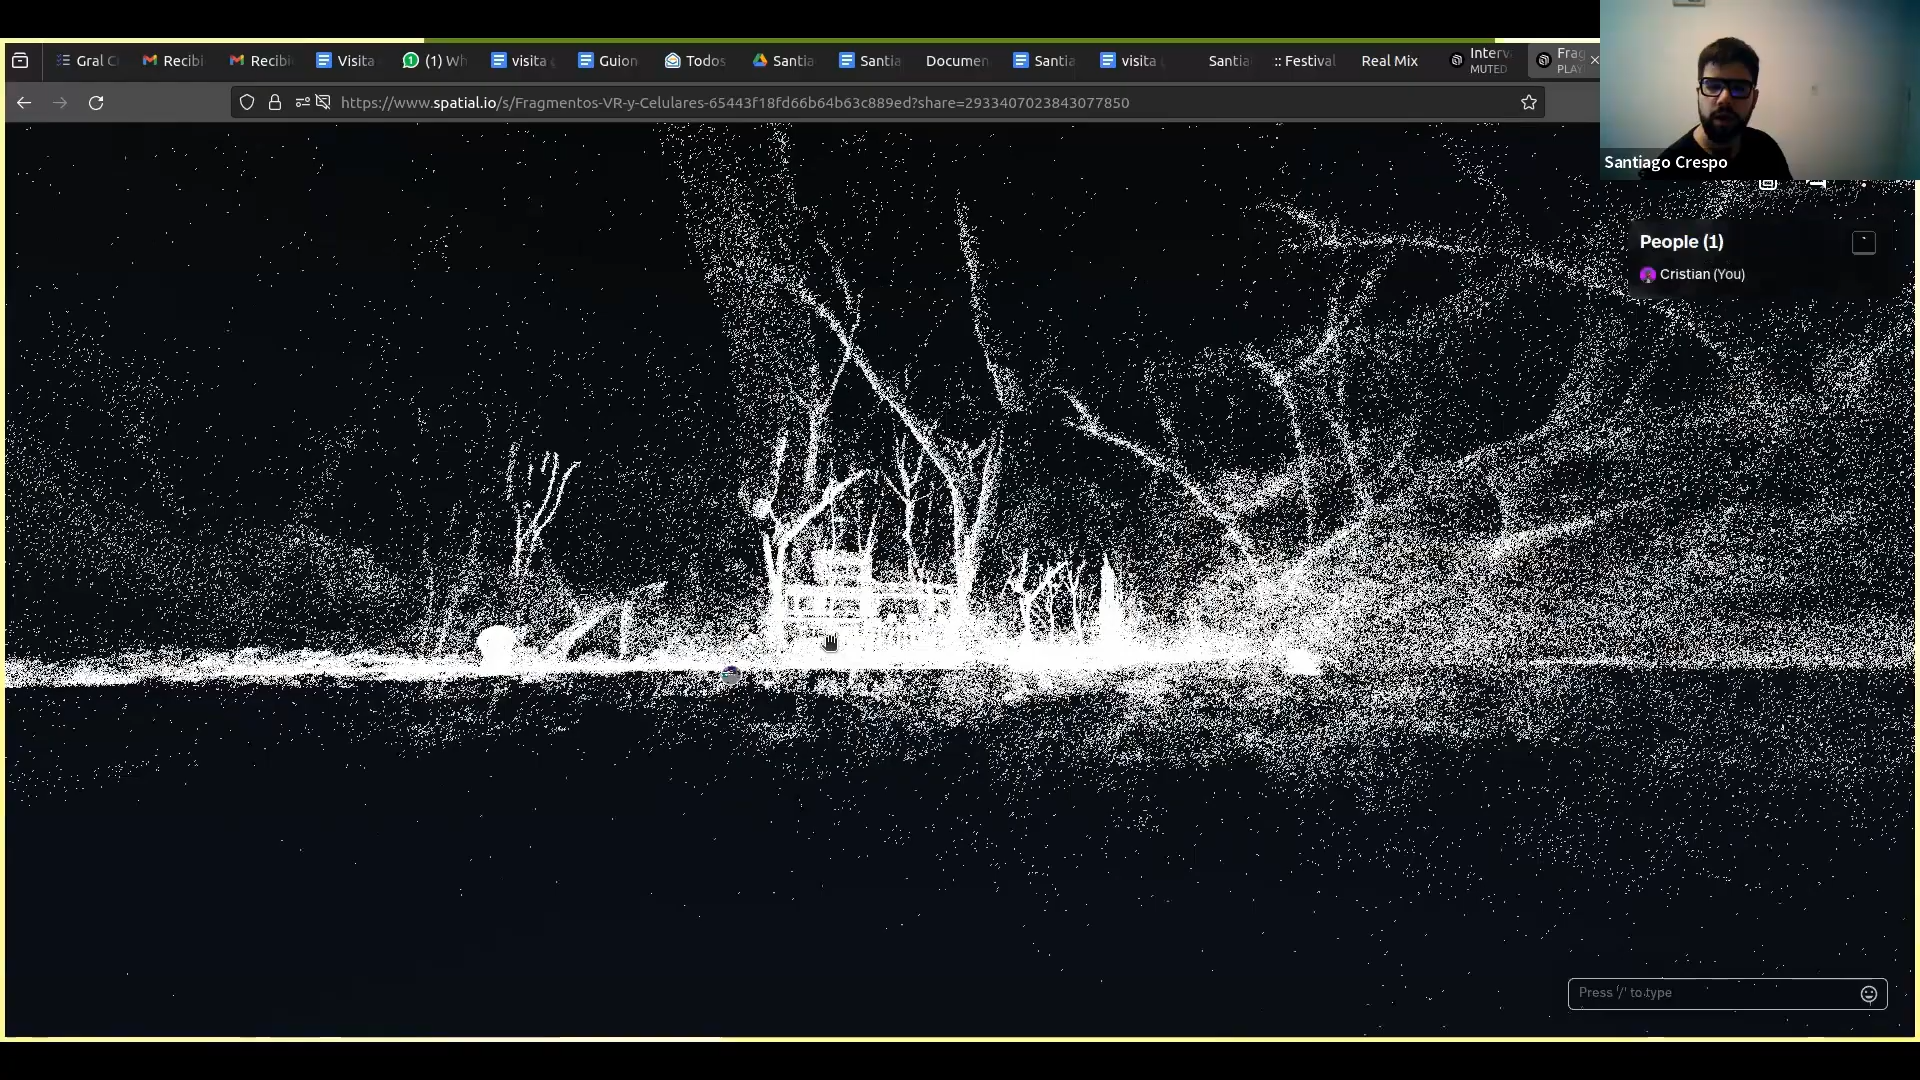 Gral C
Recibi
Recibi
Visita
(1) Wh
visita
Guion
Todos
Santia
Santia
Documen
Santia
visita
Santia
:: Festival
Real Mix
Interv
MUTED
Frag
PLAY
https://www.spatial.io/s/Fragmentos-VR-y-Celulares-65443f18fd66b64b63c889ed?share=2933407023843077850
Santiago Crespo
People (1)
Cristian (You)
Press '/' to type